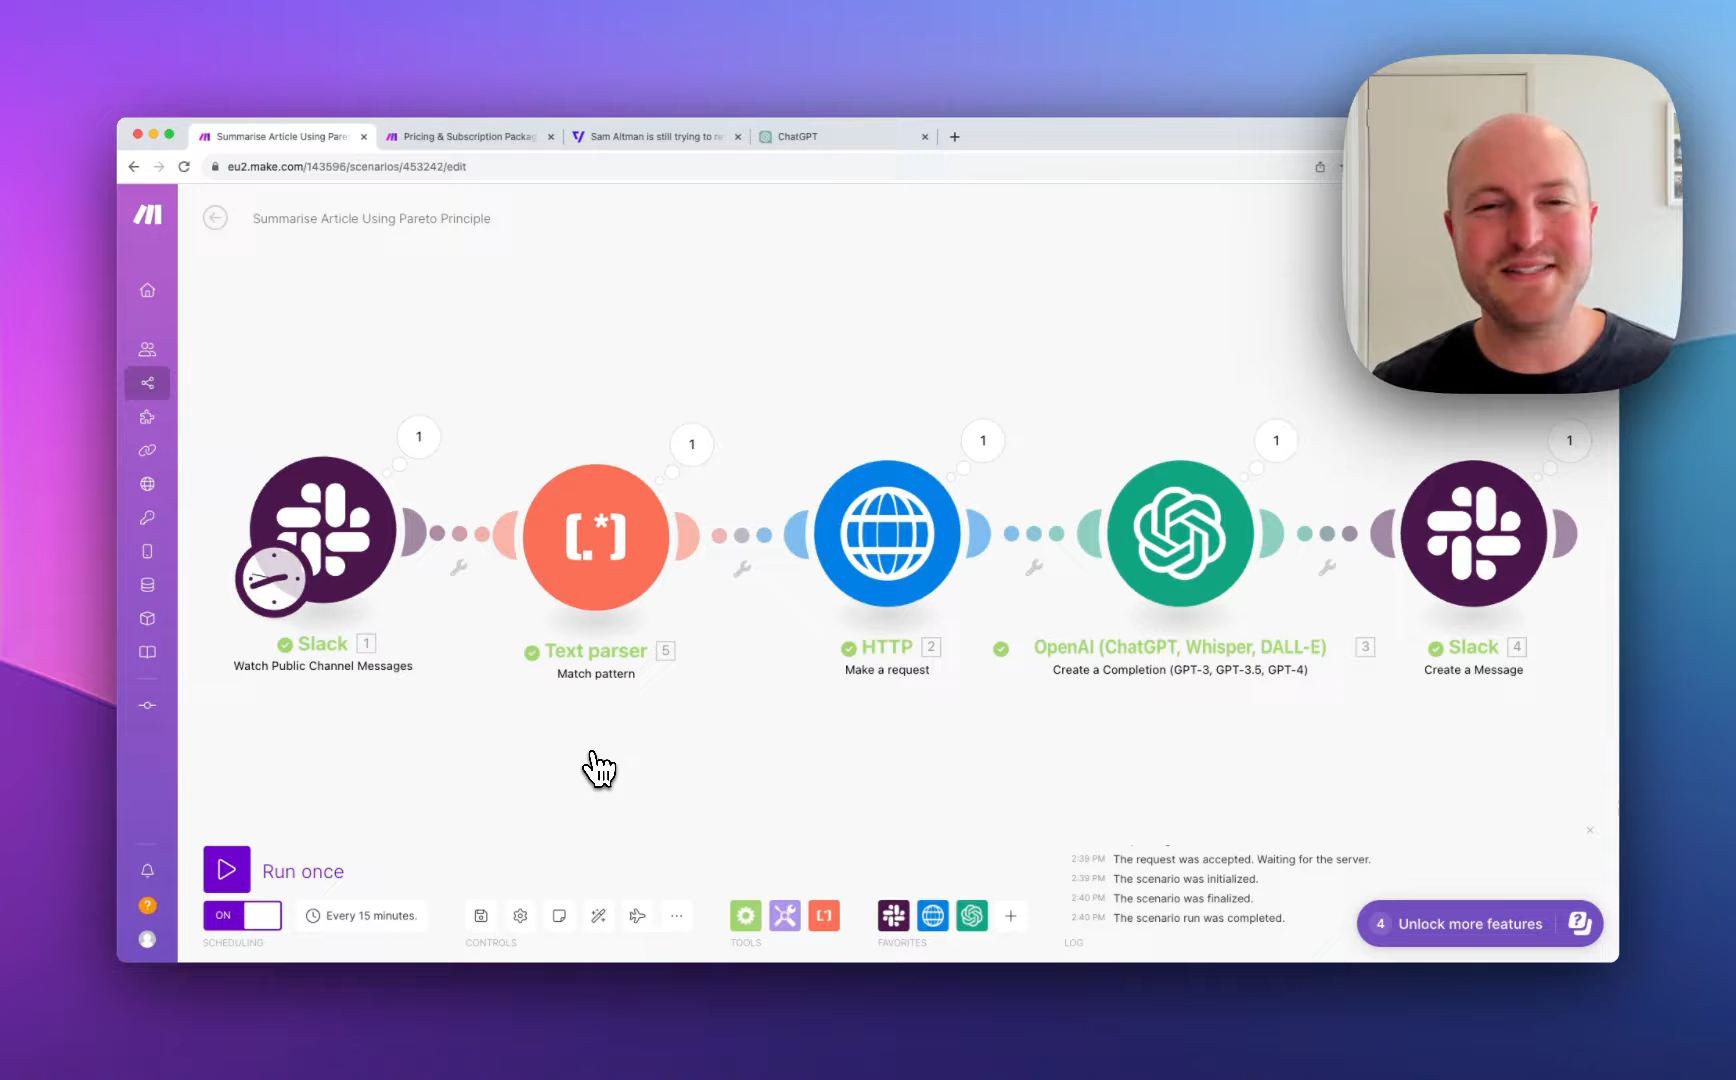 Summarise Article Using Pare
Pricing & Subscription Packag
Sam Altman is still trying to re
ChatGPT
eu2.make.com/143596/scenarios/453242/edit
Summarise Article Using Pareto Principle
1
1
1
1
1
[.*]
Slack 1
Watch Public Channel Messages
Text parser 5
Match pattern
HTTP 2
Make a request
OpenAI (ChatGPT, Whisper, DALL-E) 3
Create a Completion (GPT-3, GPT-3.5, GPT-4)
Slack 4
Create a Message
Run once
ON
Every 15 minutes.
SCHEDULING
CONTROLS
TOOLS
FAVORITES
2:39 PM The request was accepted. Waiting for the server.
2:39 PM The scenario was initialized.
2:40 PM The scenario was finalized.
2:40 PM The scenario run was completed.
LOG
4 Unlock more features